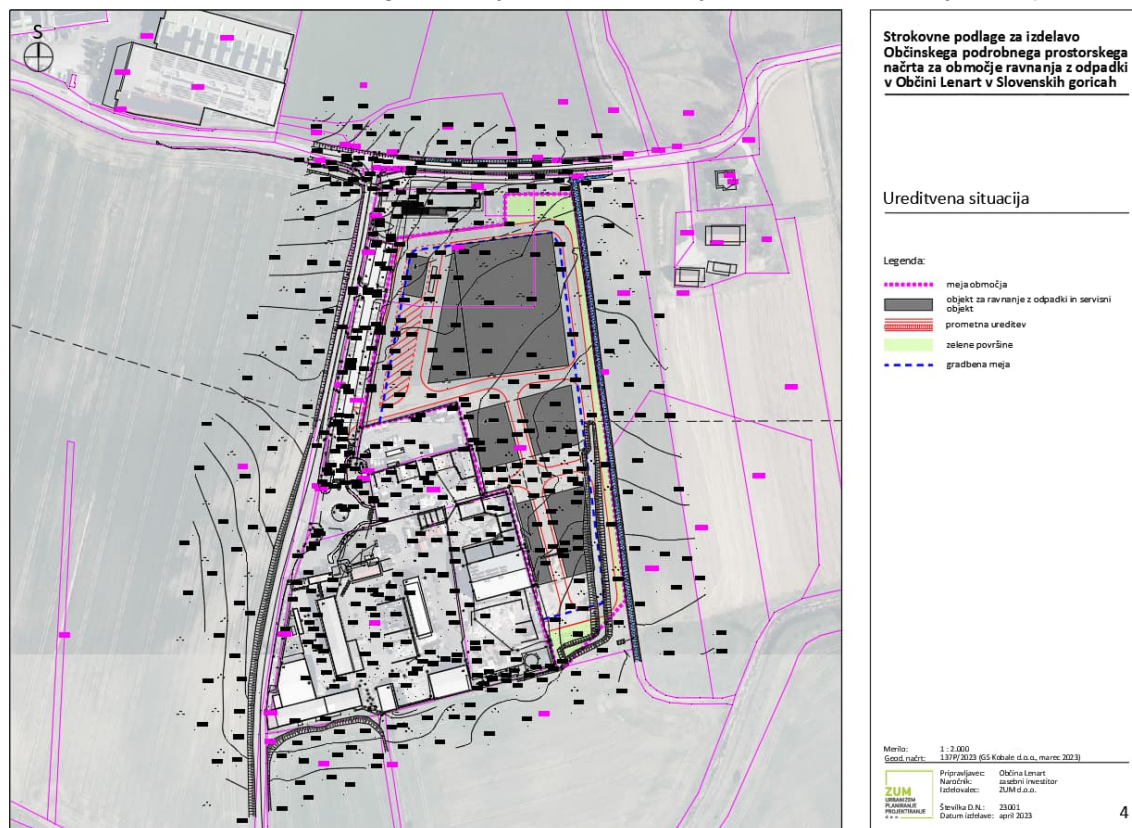 S
Strokovne podlage za izdelavo
Občinskega podrobnega prostorskega
načrta za območje ravnanja z odpadki
v Občini Lenart v Slovenskih goricah
Ureditvena situacija
Legenda:
meja območja
objekt za ravnanje z odpadki in servisni
objekt
prometna ureditev
zelene površine
gradbena meja
Merilo: 1 : 2.000
Geod. načrt: 137P/2023 (GS Kobale d.o.o., marec 2023)
ZUM
URBANIZEM
PLANIRANJE
PROJEKTIRANJE
Pripravljavec: Občina Lenart
Naročnik: zasebni investitor
Izdelovalec: ZUM d.o.o.
Številka D.N.: 23001
Datum izdelave: april 2023
4